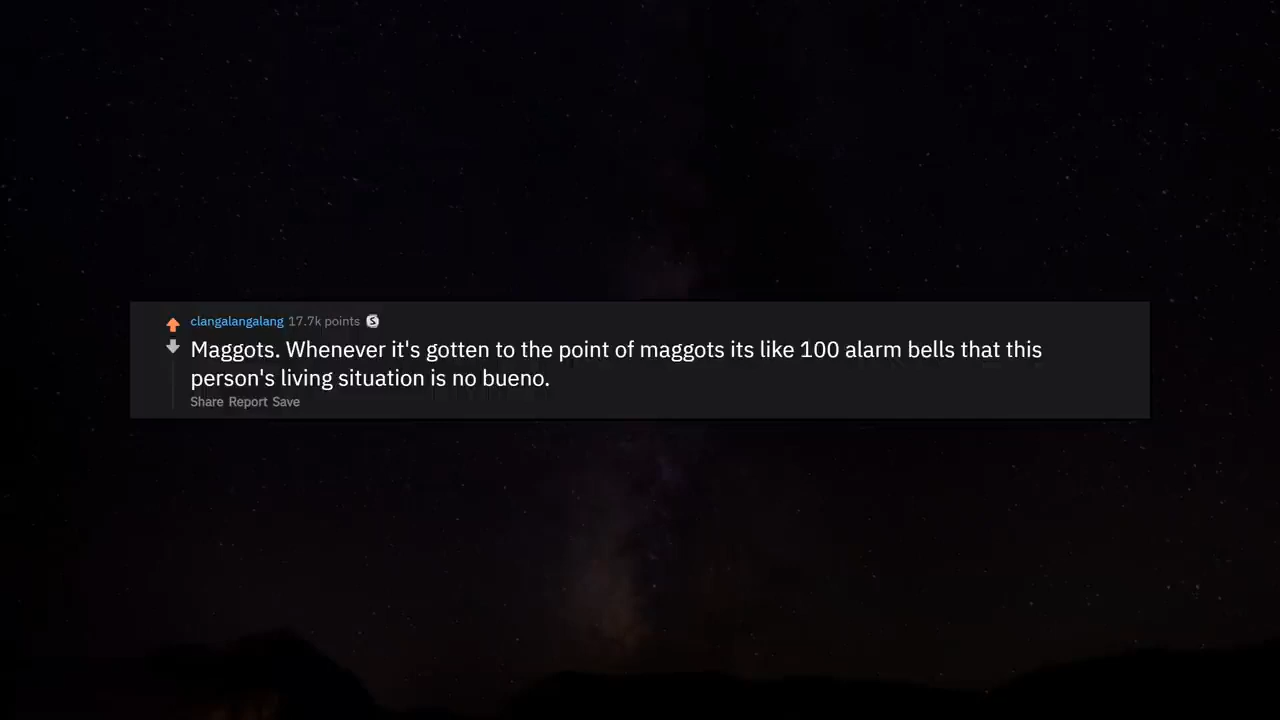 clangalangalang 17.7k points S
Maggots. Whenever it's gotten to the point of maggots its like 100 alarm bells that this
person's living situation is no bueno.
Share Report Save